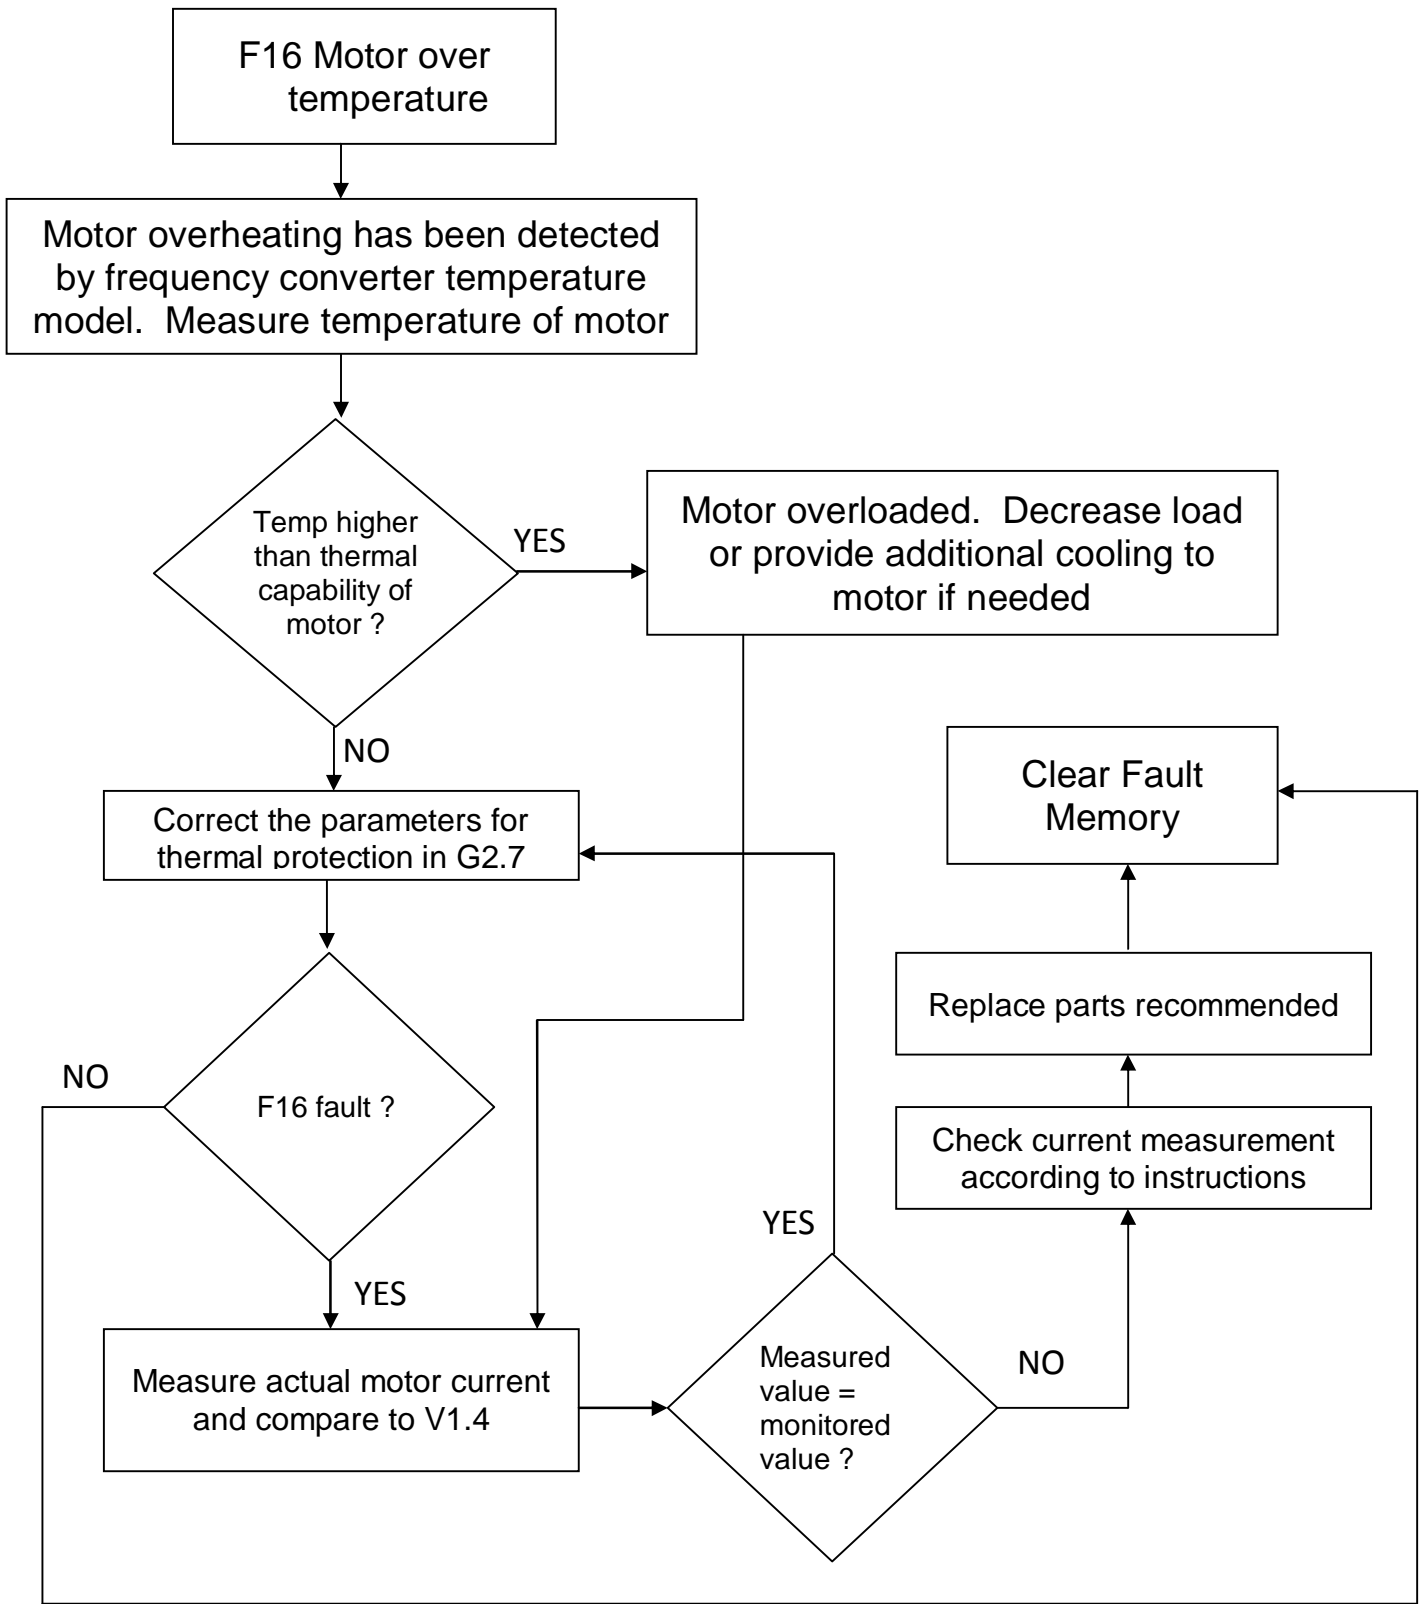 F16 Motor over
temperature
Motor overheating has been detected
by frequency converter temperature
model.  Measure temperature of motor
Temp higher
than thermal
capability of
motor ?
YES
Motor overloaded.  Decrease load
or provide additional cooling to
motor if needed
NO
Correct the parameters for
thermal protection in G2.7
Clear Fault
Memory
Replace parts recommended
NO
F16 fault ?
Check current measurement
according to instructions
YES
YES
Measure actual motor current
and compare to V1.4
Measured
value =
monitored
value ?
NO